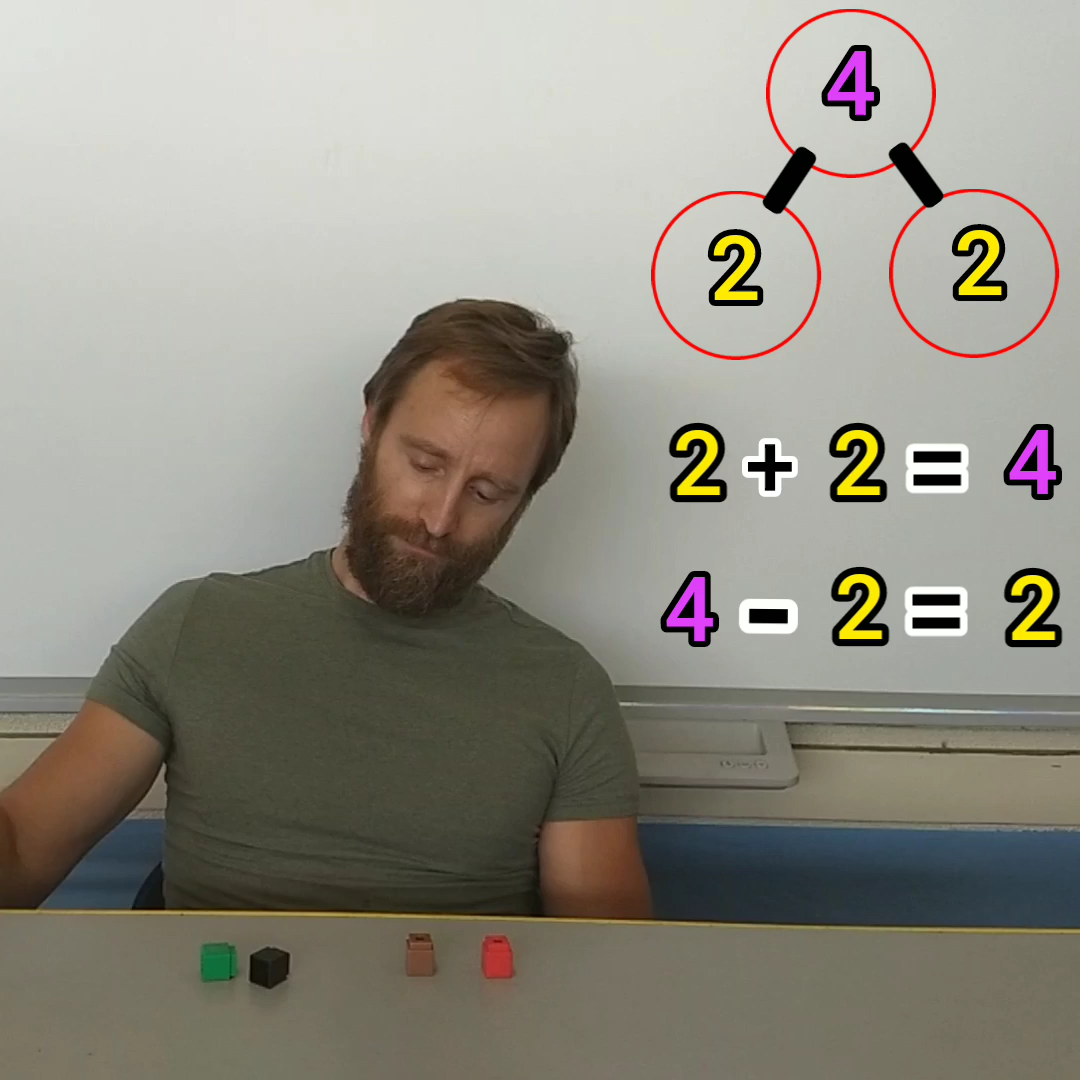 4
2 2
2 + 2 = 4
4 - 2 = 2